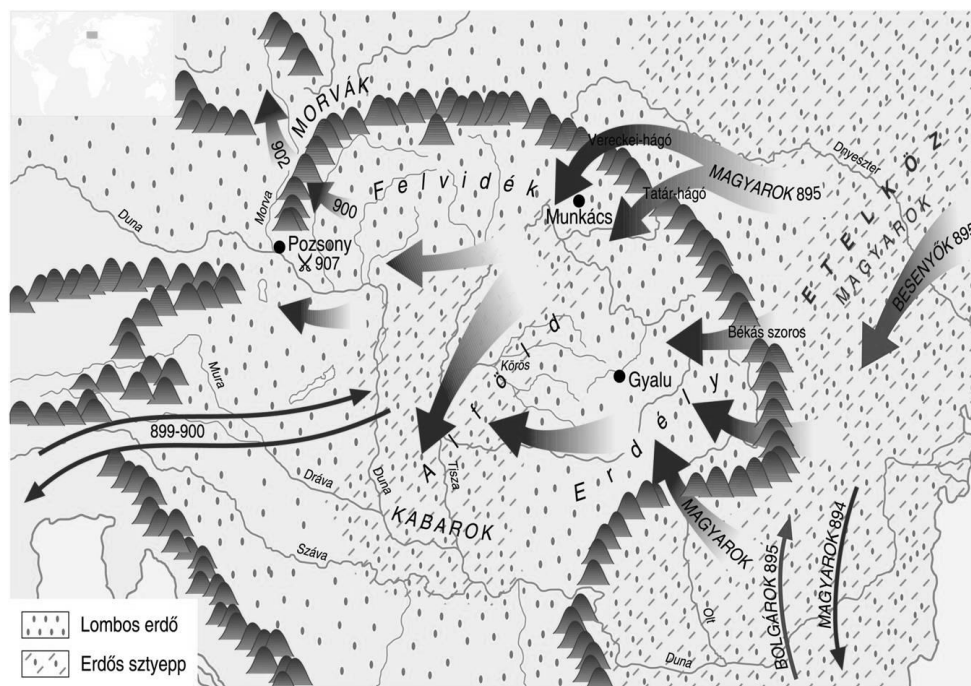 MORVÁK
902
Vereckei-hágó
Dnyeszter
MAGYAROK 895
Tatár-hágó
Felvidék
Munkács
900
Morva
Duna
Pozsony
907
ETELKÖZ
MAGYAROK
BESENYŐK 895
Békás szoros
Körös
Gyalu
Mura
Alföld
Erdély
899-900
Dráva
Duna
Tisza
KABAROK
MAGYAROK
Száva
Olt
BOLGÁROK 895
MAGYAROK 894
Duna
Lombos erdő
Erdős sztyepp